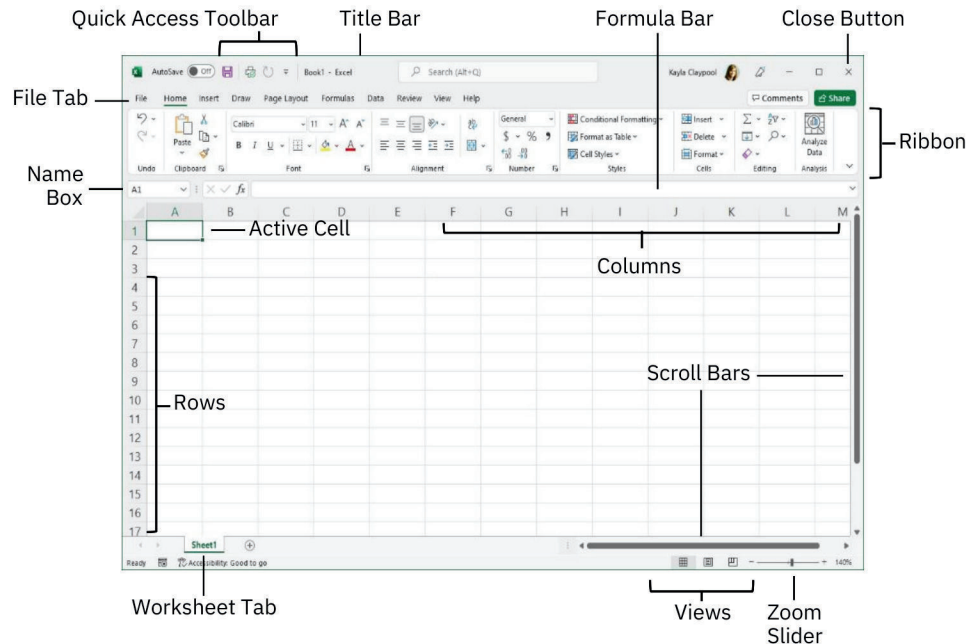 Quick Access Toolbar Title Bar Formula Bar Close Button
AutoSave Off Book1 - Excel Search (Alt+Q) Kayla Claypool
File Tab
File Home Insert Draw Page Layout Formulas Data Review View Help Comments Share
Calibri 11 A A General Conditional Formatting Insert
Paste B I U A $ % Format as Table Delete Analyze
Cell Styles Format Data
Ribbon
Undo Clipboard Font Alignment Number Styles Cells Editing Analysis
Name
Box
A1 fx
A B C D E F G H I J K L M
1 Active Cell
2
3 Columns
4
5
6
7
8
9 Scroll Bars
10 Rows
11
12
13
14
15
16
17
Sheet1
Ready Accessibility: Good to go 140%
Worksheet Tab Views Zoom
Slider